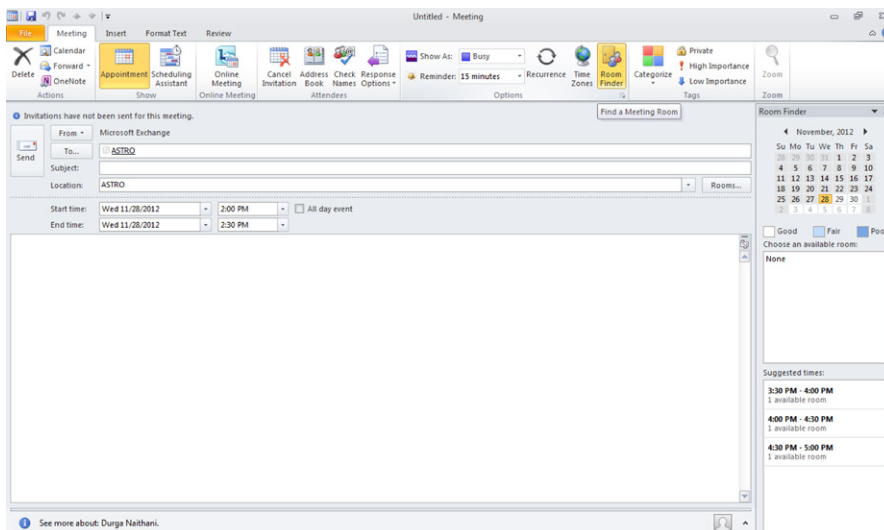 Untitled - Meeting
File Meeting Insert Format Text Review
Delete
Calendar
Forward
OneNote
Actions
Appointment
Scheduling Assistant
Show
Online Meeting
Online Meeting
Cancel Invitation
Address Book
Check Names
Response Options
Attendees
Show As: Busy
Reminder: 15 minutes
Recurrence
Time Zones
Room Finder
Options
Categorize
Private
High Importance
Low Importance
Tags
Zoom
Zoom
Find a Meeting Room
Invitations have not been sent for this meeting.
Send
From Microsoft Exchange
To... ASTRO
Subject:
Location: ASTRO Rooms...
Start time: Wed 11/28/2012 2:00 PM All day event
End time: Wed 11/28/2012 2:30 PM
Room Finder
November, 2012
Su Mo Tu We Th Fr Sa
28 29 30 31 1 2 3
4 5 6 7 8 9 10
11 12 13 14 15 16 17
18 19 20 21 22 23 24
25 26 27 28 29 30 1
2 3 4 5 6 7 8
Good Fair Poo
Choose an available room:
None
Suggested times:
3:30 PM - 4:00 PM
1 available room
4:00 PM - 4:30 PM
1 available room
4:30 PM - 5:00 PM
1 available room
See more about: Durga Naithani.